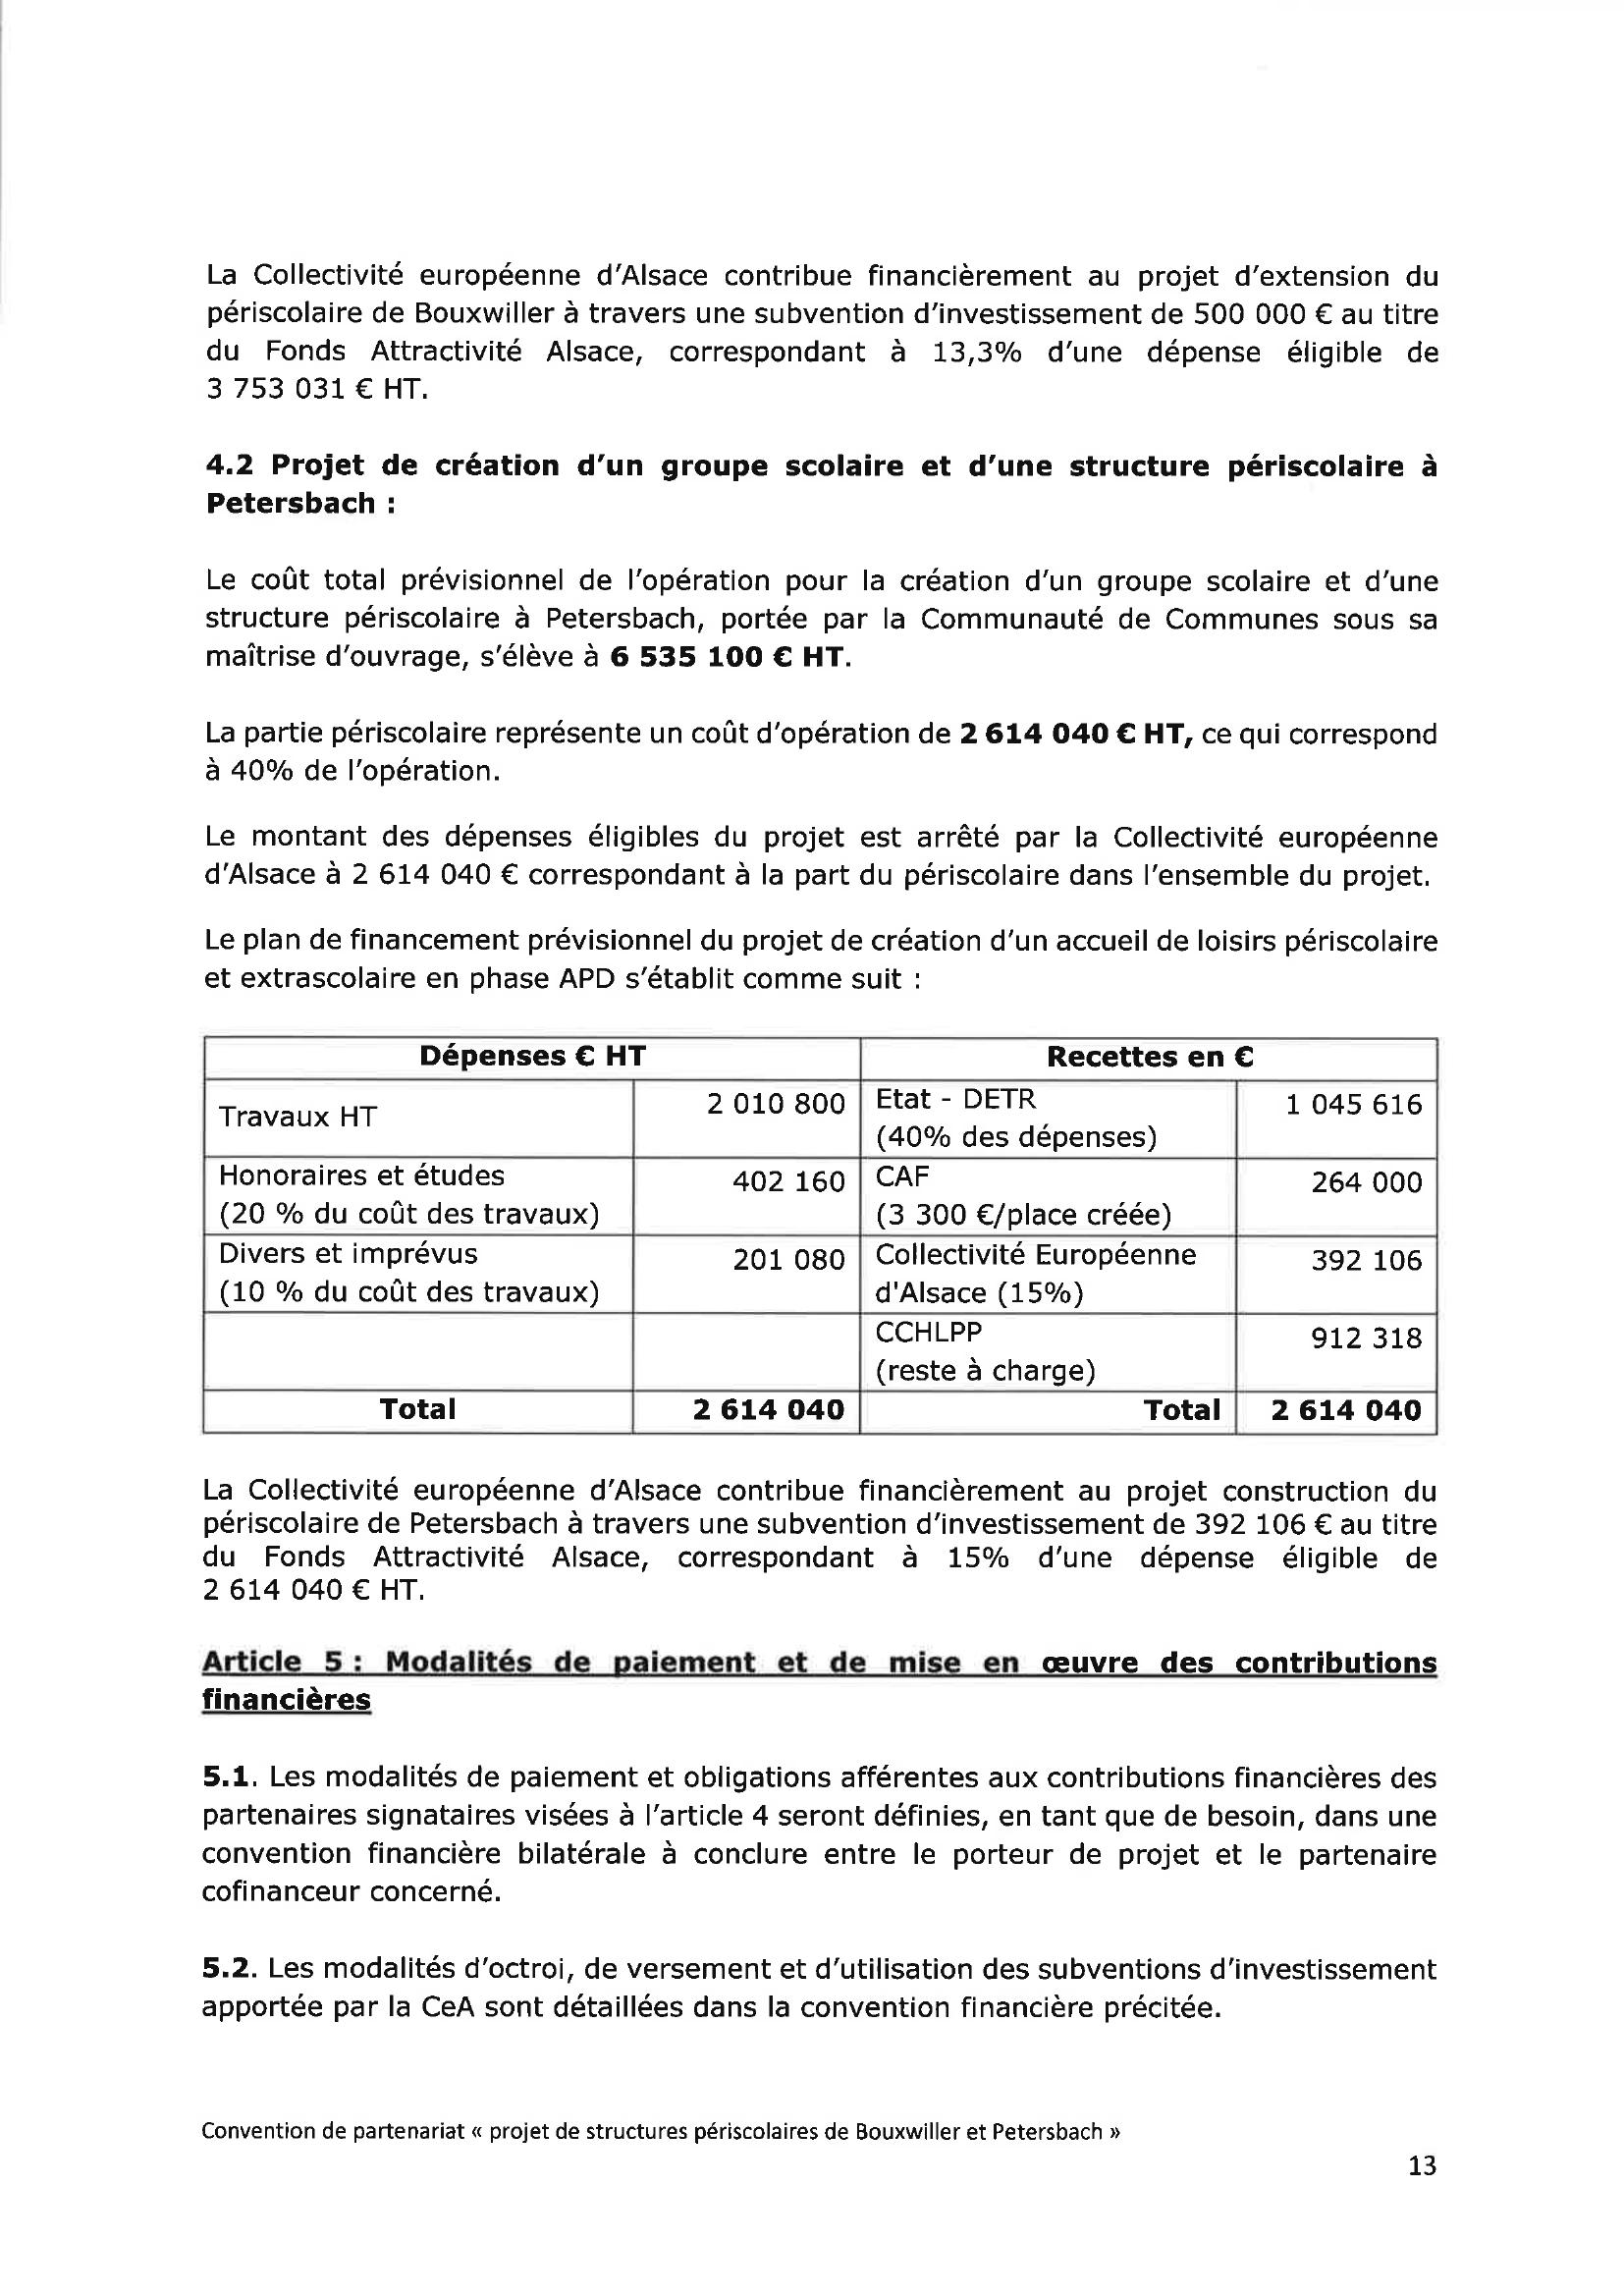 La Collectivité européenne d’Alsace contribue financièrement au projet d’extension du
périscolaire de Bouxwiller à travers une subvention d’investissement de 500 000 € au titre
du Fonds Attractivité Alsace, correspondant à 13,3% d’une dépense éligible de
3 753 031 € HT.
4.2 Projet de création d’un groupe scolaire et d’une structure périscolaire à
Petersbach :
Le coût total prévisionnel de l’opération pour la création d’un groupe scolaire et d’une
structure périscolaire à Petersbach, portée par la Communauté de Communes sous sa
maîtrise d’ouvrage, s’élève à 6 535 100 € HT.
La partie périscolaire représente un coût d’opération de 2 614 040 € HT, ce qui correspond
à 40% de l’opération.
Le montant des dépenses éligibles du projet est arrêté par la Collectivité européenne
d’Alsace à 2 614 040 € correspondant à la part du périscolaire dans l’ensemble du projet.
Le plan de financement prévisionnel du projet de création d’un accueil de loisirs périscolaire
et extrascolaire en phase APD s’établit comme suit :
Dépenses € HT Recettes en €
Travaux HT 2 010 800 Etat - DETR 1 045 616
(40% des dépenses)
Honoraires et études 402 160 CAF 264 000
(20 % du coût des travaux) (3 300 €/place créée)
Divers et imprévus 201 080 Collectivité Européenne 392 106
(10 % du coût des travaux) d'Alsace (15%)
CCHLPP 912 318
(reste à charge)
Total 2 614 040 Total 2 614 040
La Collectivité européenne d’Alsace contribue financièrement au projet construction du
périscolaire de Petersbach à travers une subvention d’investissement de 392 106 € au titre
du Fonds Attractivité Alsace, correspondant à 15% d’une dépense éligible de
2 614 040 € HT.
Article 5 : Modalités de paiement et de mise en œuvre des contributions
financières
5.1. Les modalités de paiement et obligations afférentes aux contributions financières des
partenaires signataires visées à l’article 4 seront définies, en tant que de besoin, dans une
convention financière bilatérale à conclure entre le porteur de projet et le partenaire
cofinanceur concerné.
5.2. Les modalités d’octroi, de versement et d’utilisation des subventions d’investissement
apportée par la CeA sont détaillées dans la convention financière précitée.
Convention de partenariat « projet de structures périscolaires de Bouxwiller et Petersbach »
13